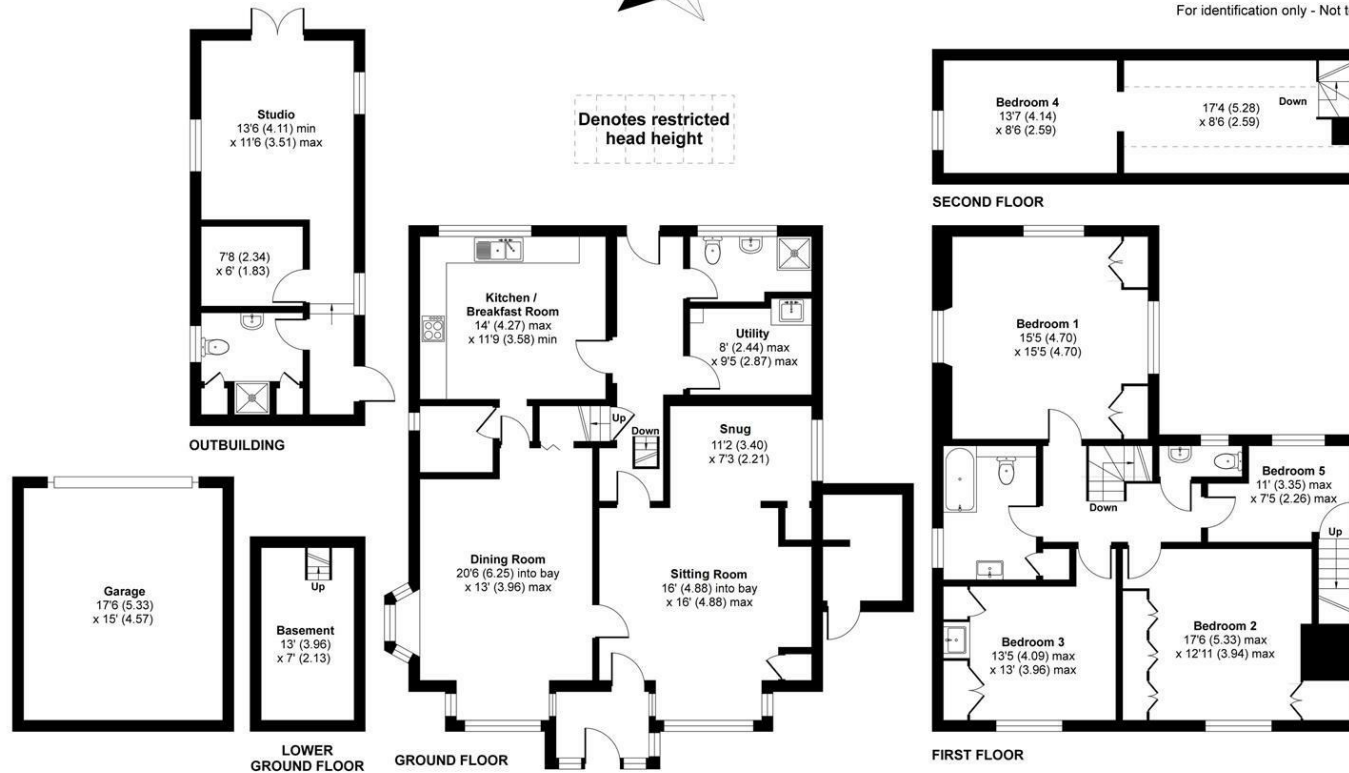 For identification only - Not t
Denotes restricted
head height
Studio
13'6 (4.11) min
x 11'6 (3.51) max
7'8 (2.34)
x 6' (1.83)
OUTBUILDING
Bedroom 4
13'7 (4.14)
x 8'6 (2.59)
17'4 (5.28)
x 8'6 (2.59)
Down
SECOND FLOOR
Kitchen /
Breakfast Room
14' (4.27) max
x 11'9 (3.58) min
Utility
8' (2.44) max
x 9'5 (2.87) max
Up
Down
Snug
11'2 (3.40)
x 7'3 (2.21)
Dining Room
20'6 (6.25) into bay
x 13' (3.96) max
Sitting Room
16' (4.88) into bay
x 16' (4.88) max
GROUND FLOOR
Garage
17'6 (5.33)
x 15' (4.57)
Up
Basement
13' (3.96)
x 7' (2.13)
LOWER
GROUND FLOOR
Bedroom 1
15'5 (4.70)
x 15'5 (4.70)
Down
Bedroom 5
11' (3.35) max
x 7'5 (2.26) max
Up
Bedroom 3
13'5 (4.09) max
x 13' (3.96) max
Bedroom 2
17'6 (5.33) max
x 12'11 (3.94) max
FIRST FLOOR